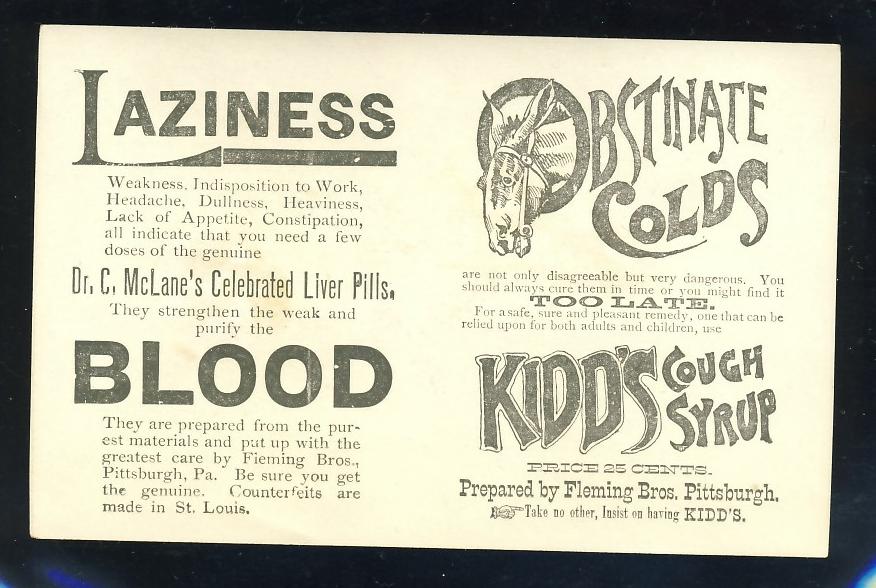 LAZINESS
Weakness, Indisposition to Work,
Headache, Dullness, Heaviness,
Lack of Appetite, Constipation,
all indicate that you need a few
doses of the genuine
Dr. C. McLane's Celebrated Liver Pills.
They strengthen the weak and
purify the
BLOOD
They are prepared from the pur-
est materials and put up with the
greatest care by Fleming Bros.,
Pittsburgh, Pa. Be sure you get
the genuine. Counterfeits are
made in St. Louis.
OBSTINATE
COLDS
are not only disagreeable but very dangerous. You
should always cure them in time or you might find it
TOO LATE.
For a safe, sure and pleasant remedy, one that can be
relied upon for both adults and children, use
KIDD'S COUGH
SYRUP
PRICE 25 CENTS.
Prepared by Fleming Bros. Pittsburgh.
Take no other, Insist on having KIDD'S.